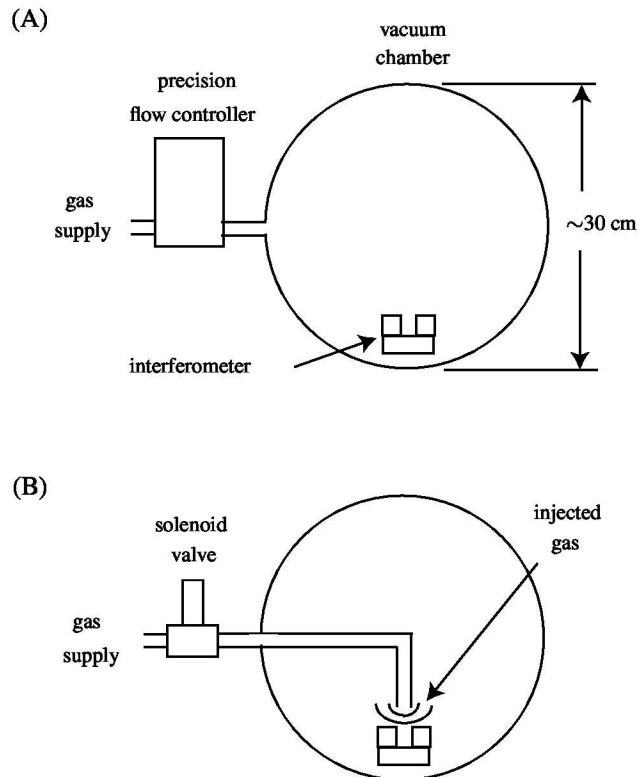 (A)
vacuum
chamber
precision
flow controller
gas
supply
~30 cm
interferometer
(B)
solenoid
valve
injected
gas
gas
supply